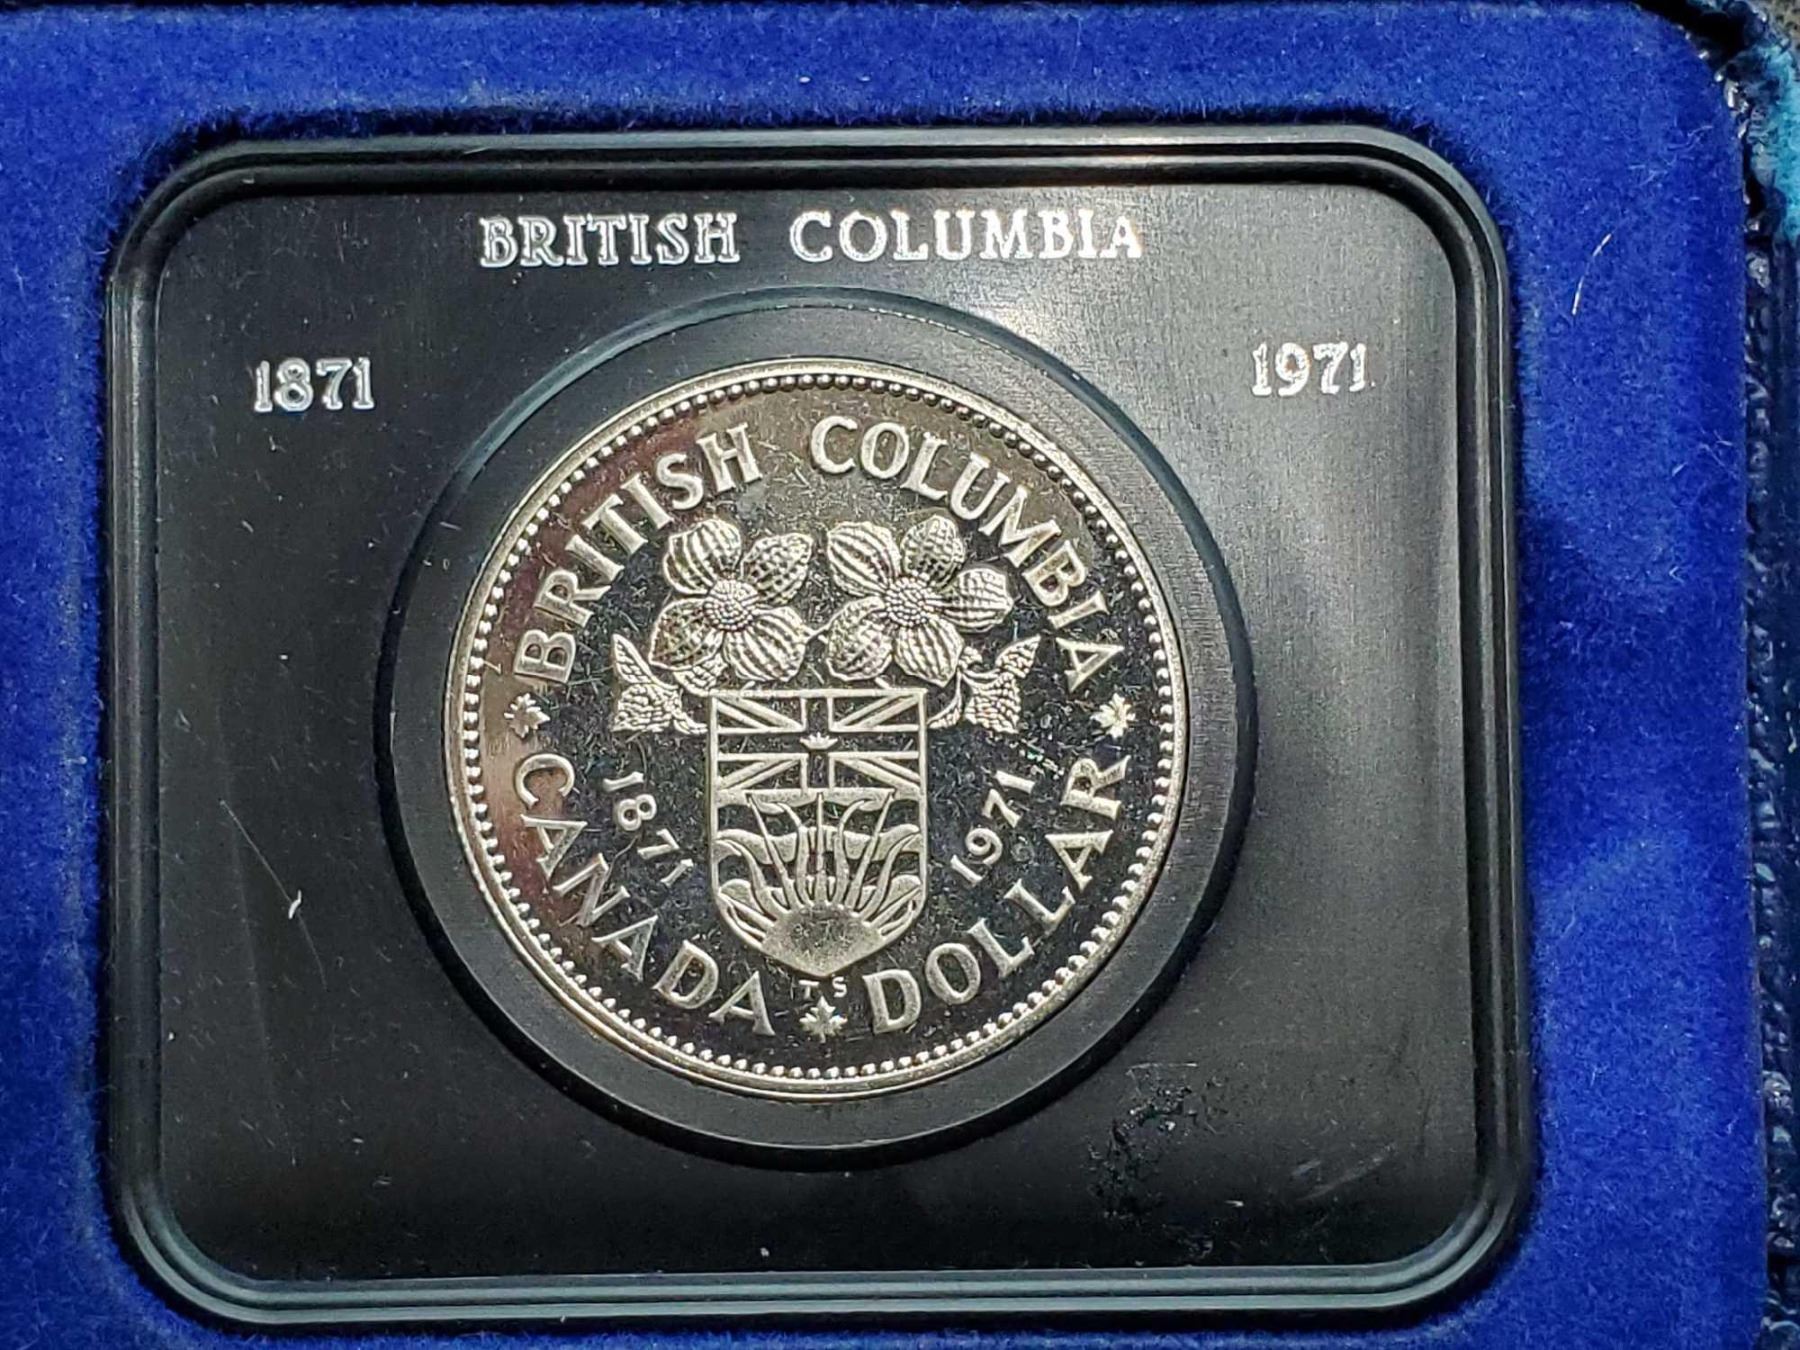 BRITISH COLUMBIA
1871 1971
BRITISH COLUMBIA
1871 1971
CANADA DOLLAR
TS